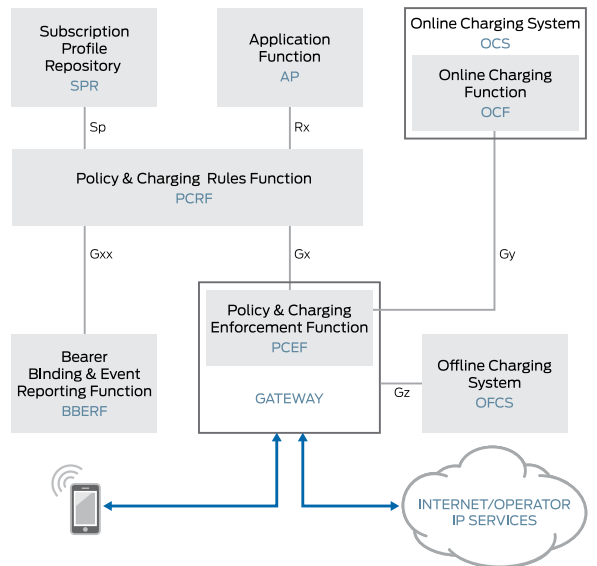 Subscription
Profile
Repository
SPR
Application
Function
AP
Online Charging System
OCS
Online Charging
Function
OCF
Sp
Rx
Policy & Charging Rules Function
PCRF
Gxx
Gx
Gy
Policy & Charging
Enforcement Function
PCEF
GATEWAY
Bearer
BInding & Event
Reporting Function
BBERF
Gz
Offline Charging
System
OFCS
INTERNET/OPERATOR
IP SERVICES